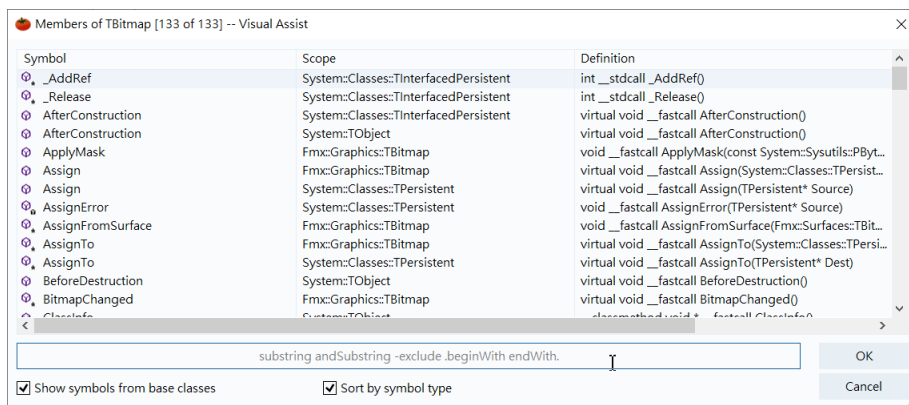 Members of TBitmap [133 of 133] -- Visual Assist
Symbol Scope Definition
_AddRef System::Classes::TInterfacedPersistent int __stdcall _AddRef()
_Release System::Classes::TInterfacedPersistent int __stdcall _Release()
AfterConstruction System::Classes::TInterfacedPersistent virtual void __fastcall AfterConstruction()
AfterConstruction System::TObject virtual void __fastcall AfterConstruction()
ApplyMask Fmx::Graphics::TBitmap void __fastcall ApplyMask(const System::Sysutils::PByt...
Assign Fmx::Graphics::TBitmap virtual void __fastcall Assign(System::Classes::TPersist...
Assign System::Classes::TPersistent virtual void __fastcall Assign(TPersistent* Source)
AssignError System::Classes::TPersistent void __fastcall AssignError(TPersistent* Source)
AssignFromSurface Fmx::Graphics::TBitmap void __fastcall AssignFromSurface(Fmx::Surfaces::TBit...
AssignTo Fmx::Graphics::TBitmap virtual void __fastcall AssignTo(System::Classes::TPersi...
AssignTo System::Classes::TPersistent virtual void __fastcall AssignTo(TPersistent* Dest)
BeforeDestruction System::TObject virtual void __fastcall BeforeDestruction()
BitmapChanged Fmx::Graphics::TBitmap virtual void __fastcall BitmapChanged()
ClassInfo System::TObject __classmethod void * __fastcall ClassInfo()
substring andSubstring -exclude .beginWith endWith. OK
Show symbols from base classes Sort by symbol type Cancel